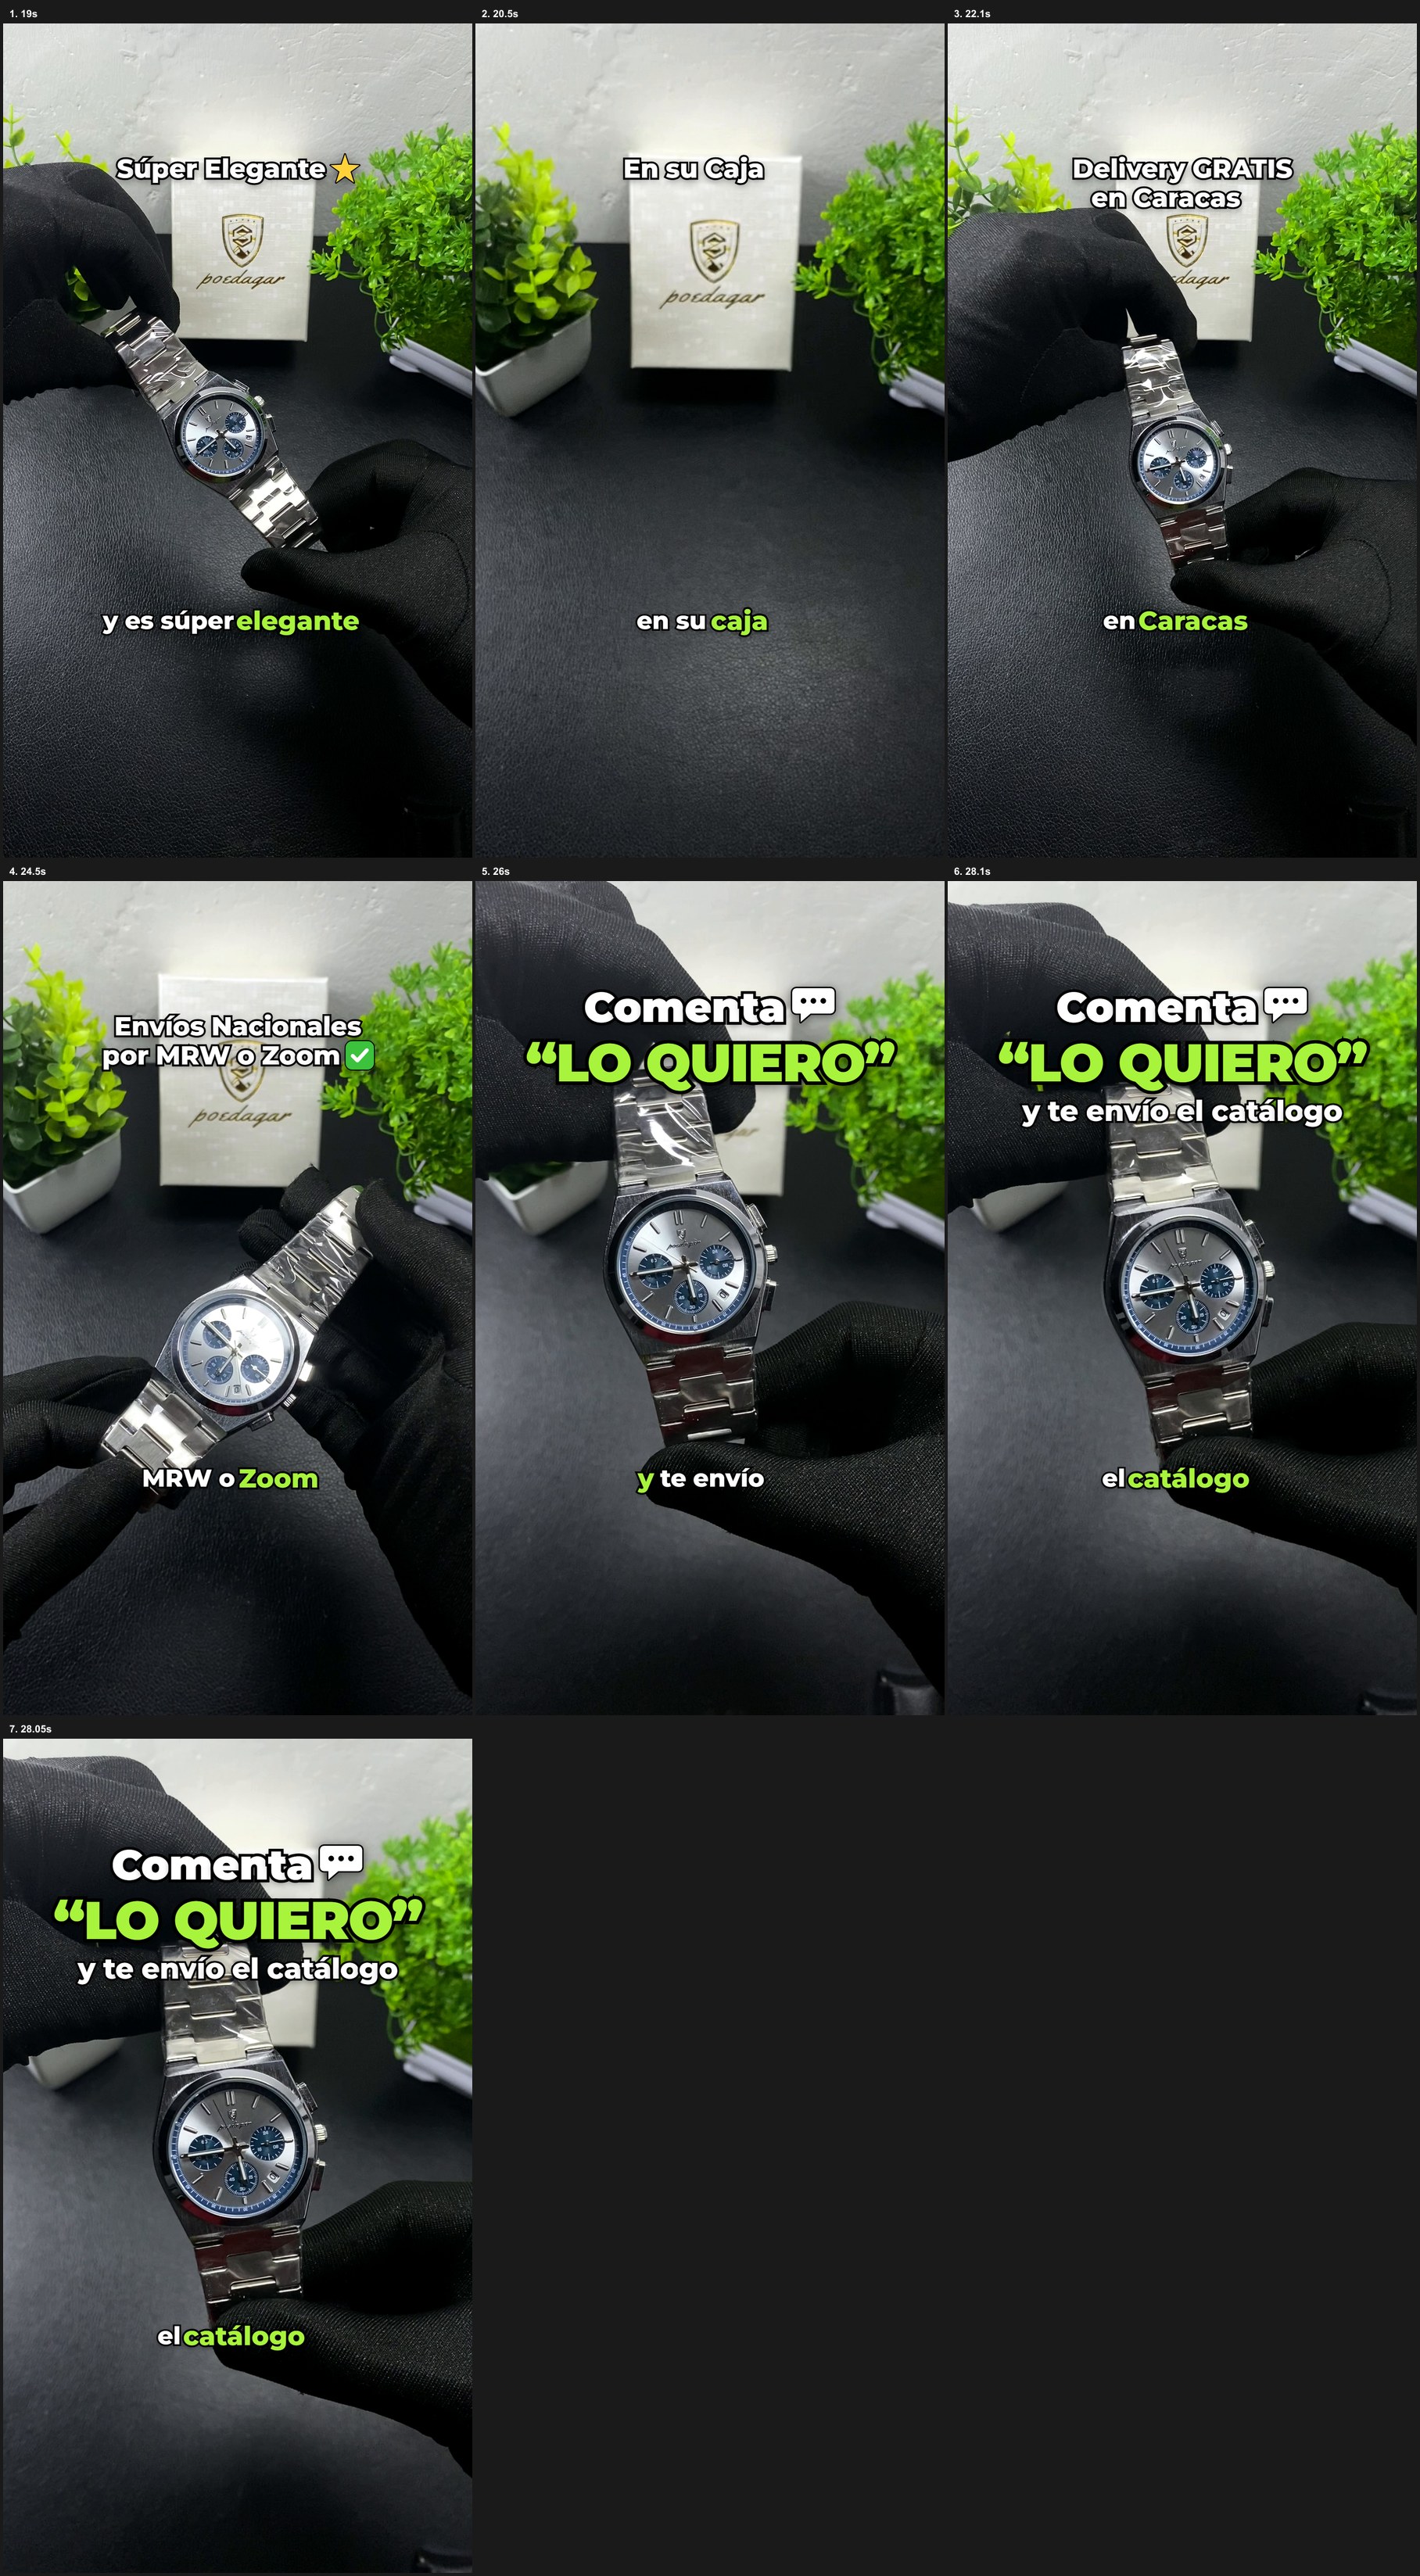 1. 19s
Súper Elegante
poedagar
y es súper elegante
2. 20.5s
En su Caja
poedagar
en su caja
3. 22.1s
Delivery GRATIS
en Caracas
en Caracas
4. 24.5s
Envíos Nacionales
por MRW o Zoom
poedagar
MRW o Zoom
5. 26s
Comenta
“LO QUIERO”
y te envío
6. 28.1s
Comenta
“LO QUIERO”
y te envío el catálogo
el catálogo
7. 28.05s
Comenta
“LO QUIERO”
y te envío el catálogo
el catálogo